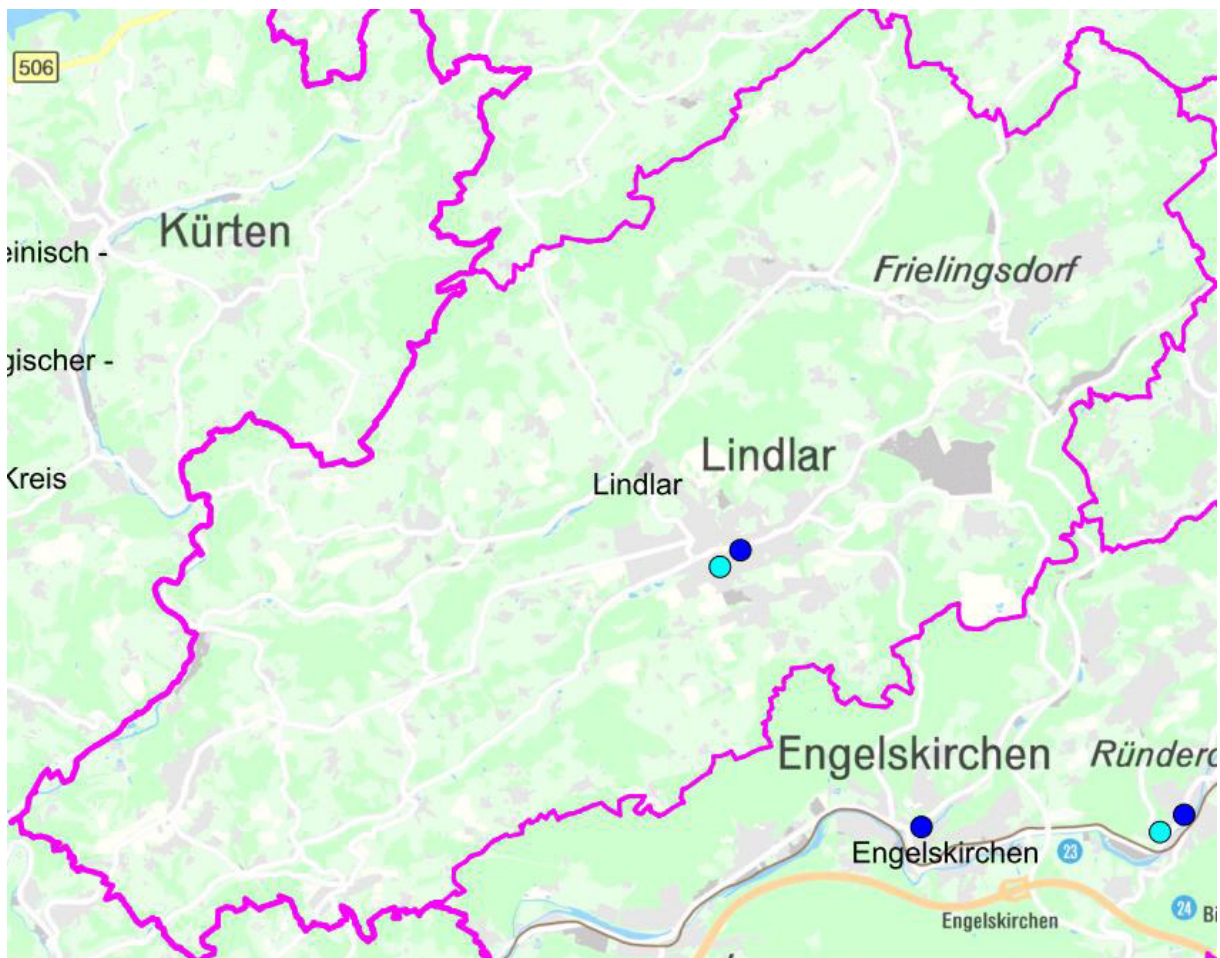 506
Kürten
einisch -
Frielingsdorf
gischer -
Lindlar
Lindlar
Kreis
Engelskirchen
Ründero
Engelskirchen
23
24
Engelskirchen
Bi